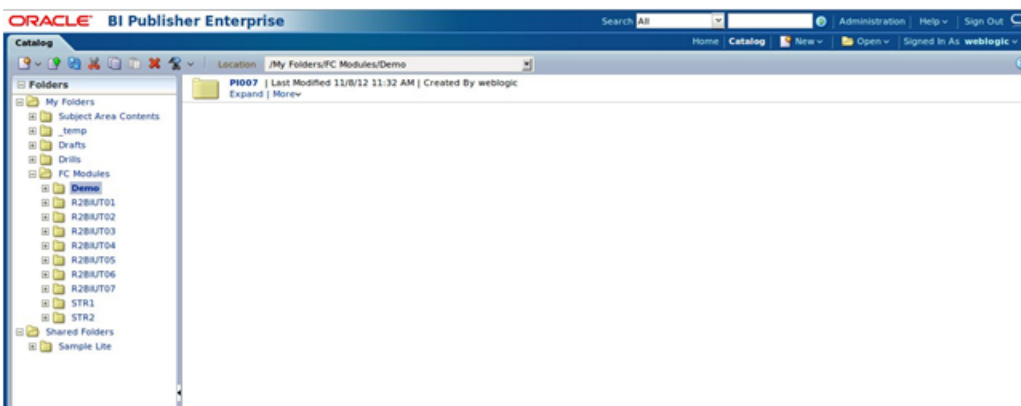 ORACLE BI Publisher Enterprise
Search All
Administration Help Sign Out
Catalog
Home Catalog New Open Signed In As weblogic
Location /My Folders/FC Modules/Demo
Folders
My Folders
Subject Area Contents
_temp
Drafts
Drills
FC Modules
Demo
R2BIUT01
R2BIUT02
R2BIUT03
R2BIUT04
R2BIUT05
R2BIUT06
R2BIUT07
STR1
STR2
Shared Folders
Sample Lite
PI007 | Last Modified 11/8/12 11:32 AM | Created By weblogic
Expand | More